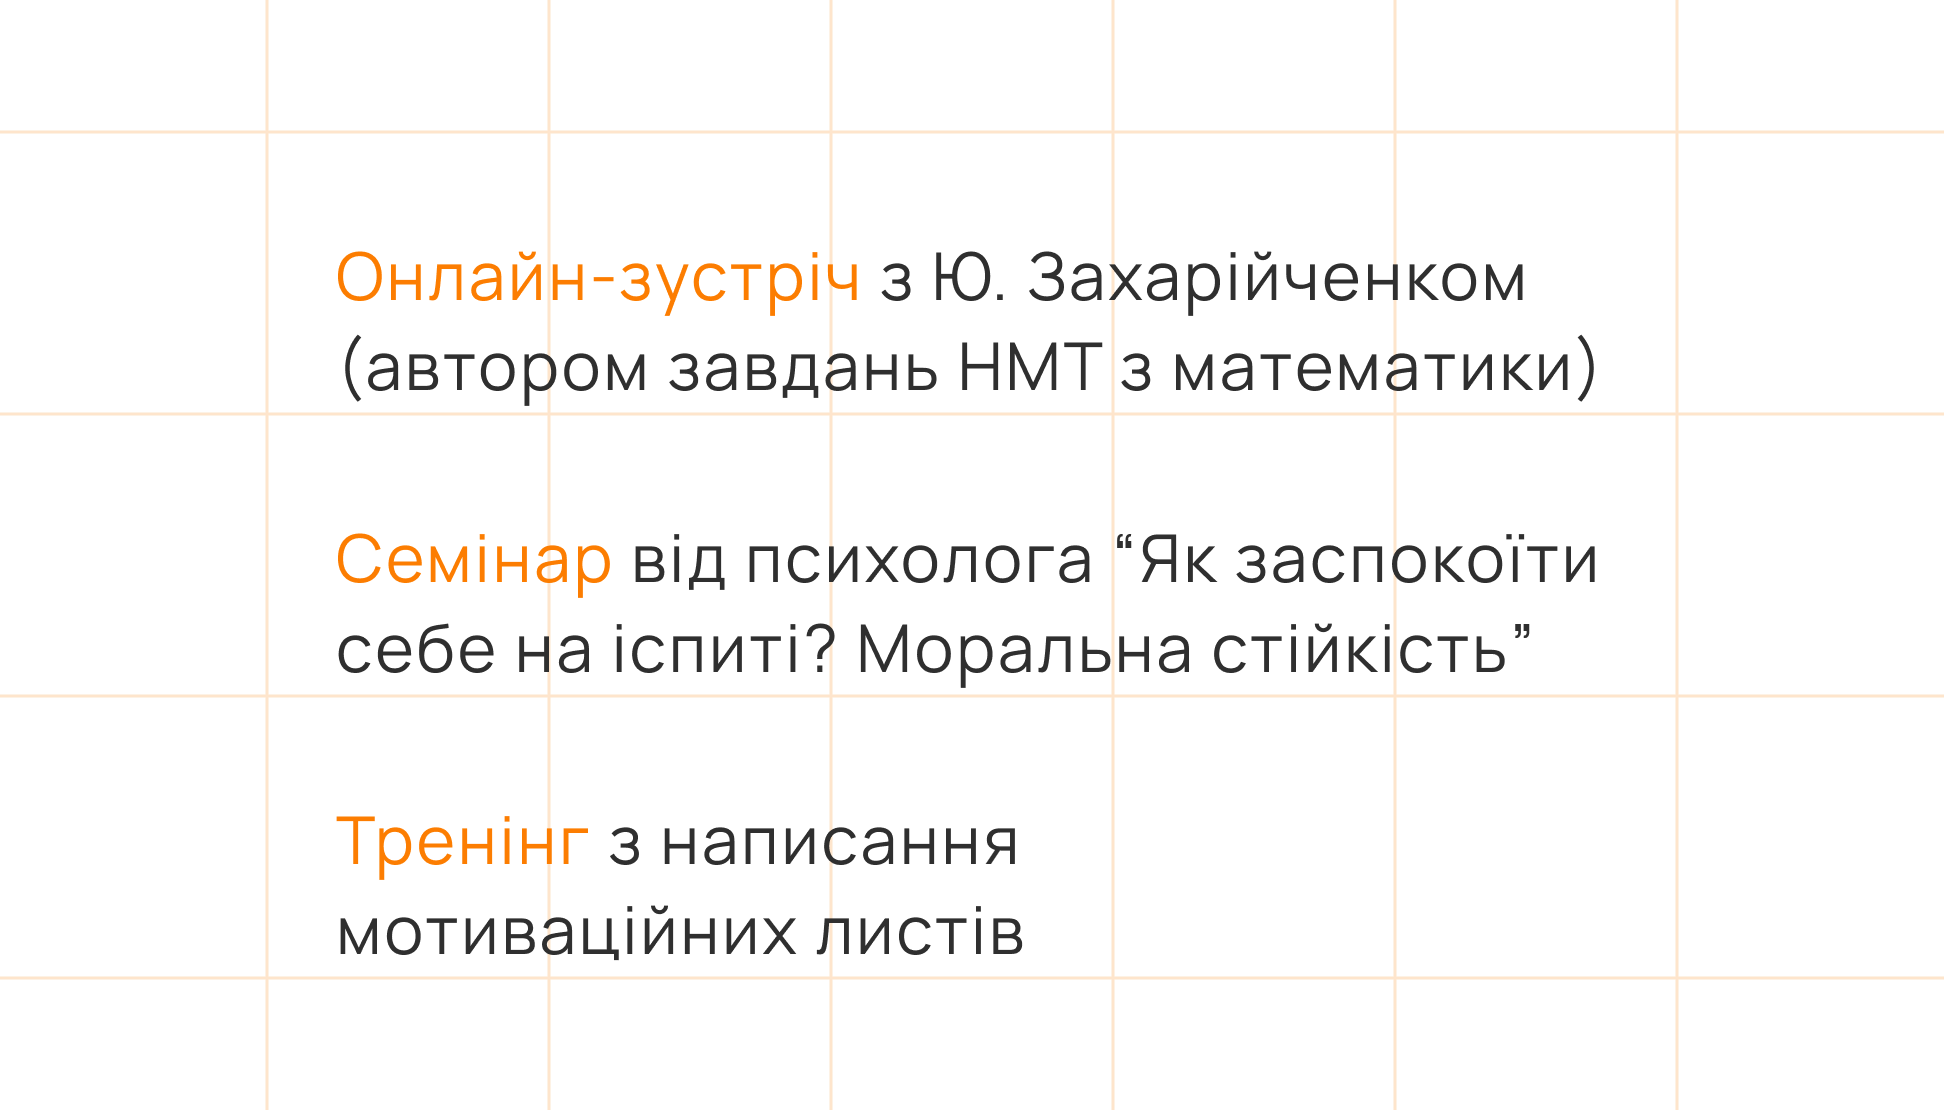 Онлайн-зустріч з Ю. Захарійченком
(автором завдань НМТ з математики)
Семінар від психолога “Як заспокоїти
себе на іспиті? Моральна стійкість”
Тренінг з написання
мотиваційних листів